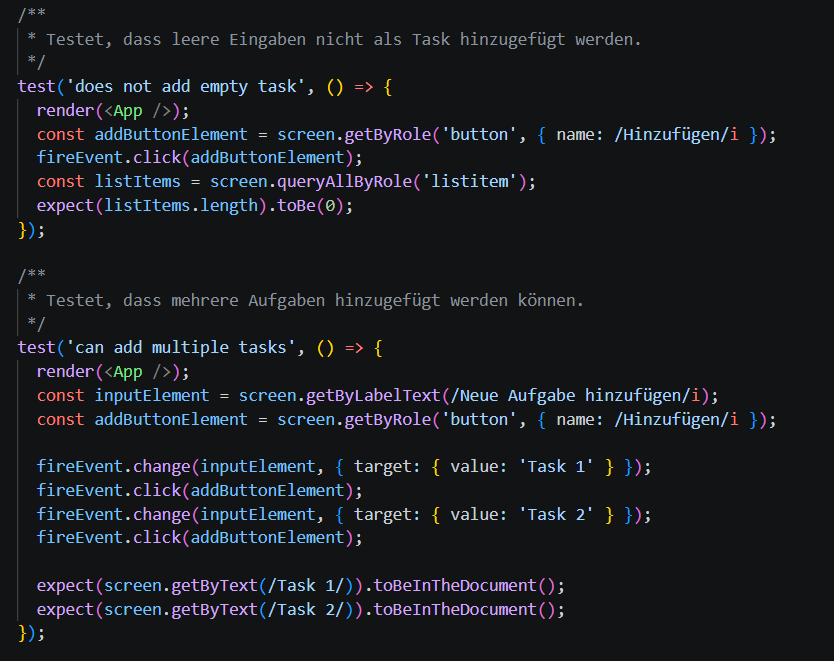 /**
 * Testet, dass leere Eingaben nicht als Task hinzugefügt werden.
 */
test('does not add empty task', () => {
  render(<App />);
  const addButtonElement = screen.getByRole('button', { name: /Hinzufügen/i });
  fireEvent.click(addButtonElement);
  const listItems = screen.queryAllByRole('listitem');
  expect(listItems.length).toBe(0);
});

/**
 * Testet, dass mehrere Aufgaben hinzugefügt werden können.
 */
test('can add multiple tasks', () => {
  render(<App />);
  const inputElement = screen.getByLabelText(/Neue Aufgabe hinzufügen/i);
  const addButtonElement = screen.getByRole('button', { name: /Hinzufügen/i });

  fireEvent.change(inputElement, { target: { value: 'Task 1' } });
  fireEvent.click(addButtonElement);
  fireEvent.change(inputElement, { target: { value: 'Task 2' } });
  fireEvent.click(addButtonElement);

  expect(screen.getByText(/Task 1/)).toBeInTheDocument();
  expect(screen.getByText(/Task 2/)).toBeInTheDocument();
});